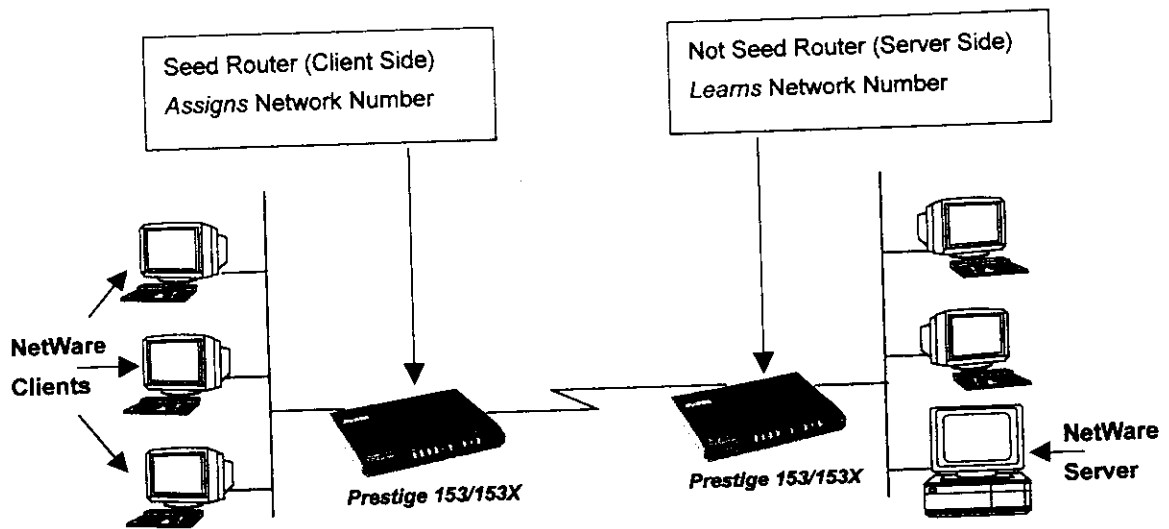 Seed Router (Client Side)
Assigns Network Number
Not Seed Router (Server Side)
Learns Network Number
NetWare
Clients
Prestige 153/153X
Prestige 153/153X
NetWare
Server